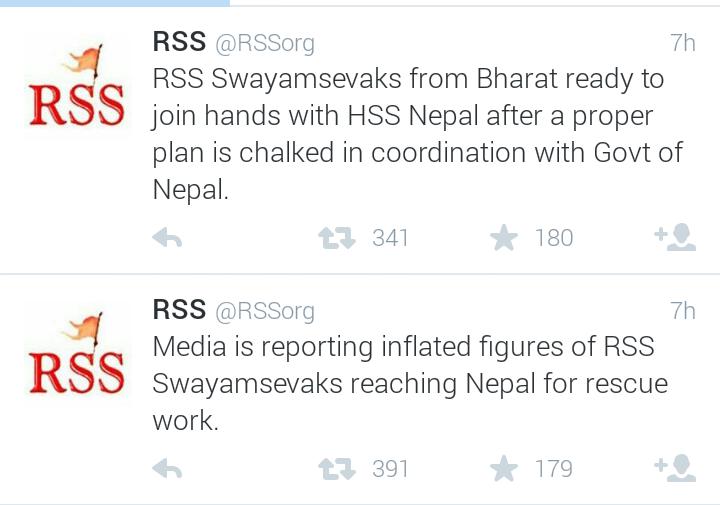 RSS @RSSorg 7h
RSS
RSS Swayamsevaks from Bharat ready to
join hands with HSS Nepal after a proper
plan is chalked in coordination with Govt of
Nepal.
341 180
RSS @RSSorg 7h
RSS
Media is reporting inflated figures of RSS
Swayamsevaks reaching Nepal for rescue
work.
391 179